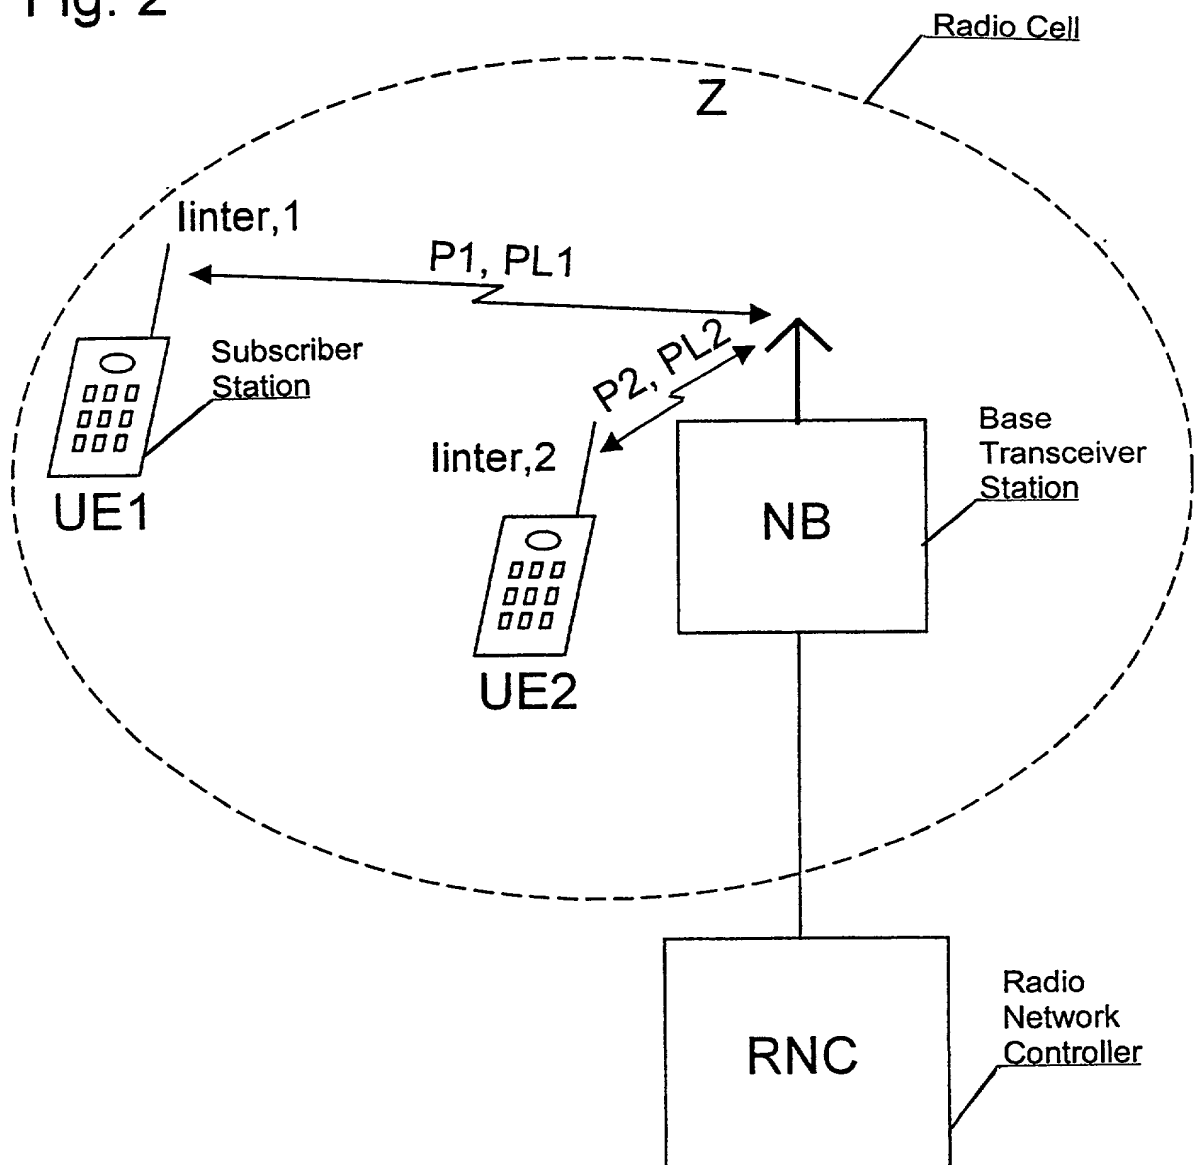 Fig. 2
Radio Cell
Z
Iinter,1
P1, PL1
Subscriber
Station
P2, PL2
Iinter,2
Base
Transceiver
Station
UE1
NB
UE2
Radio
Network
Controller
RNC